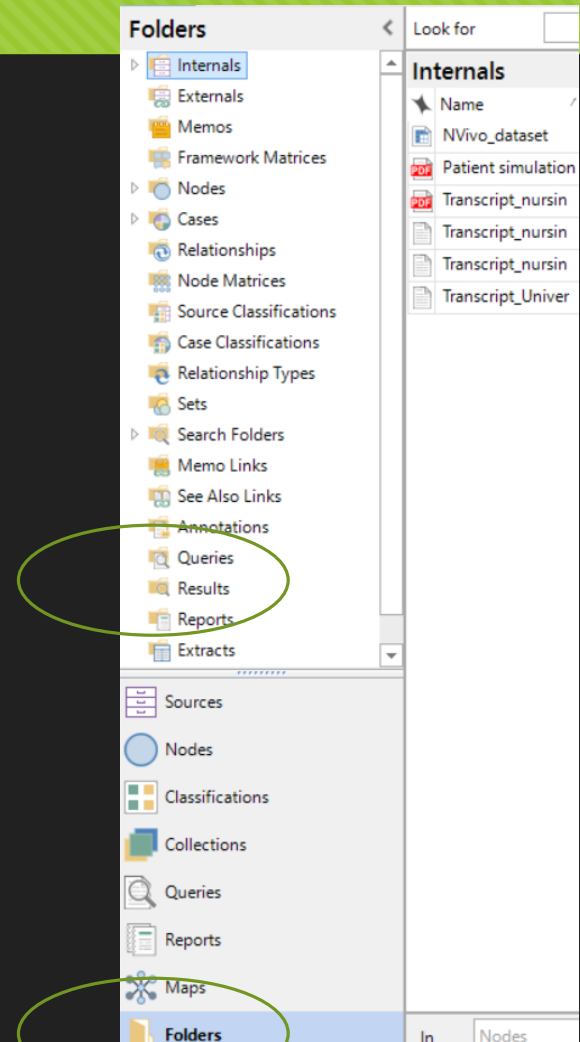 Folders
Internals
Externals
Memos
Framework Matrices
Nodes
Cases
Relationships
Node Matrices
Source Classifications
Case Classifications
Relationship Types
Sets
Search Folders
Memo Links
See Also Links
Annotations
Queries
Results
Reports
Extracts
Sources
Nodes
Classifications
Collections
Queries
Reports
Maps
Folders
Look for
Internals
Name
NVivo_dataset
PDF Patient simulation
PDF Transcript_nursin
Transcript_nursin
Transcript_nursin
Transcript_Univer
In Nodes